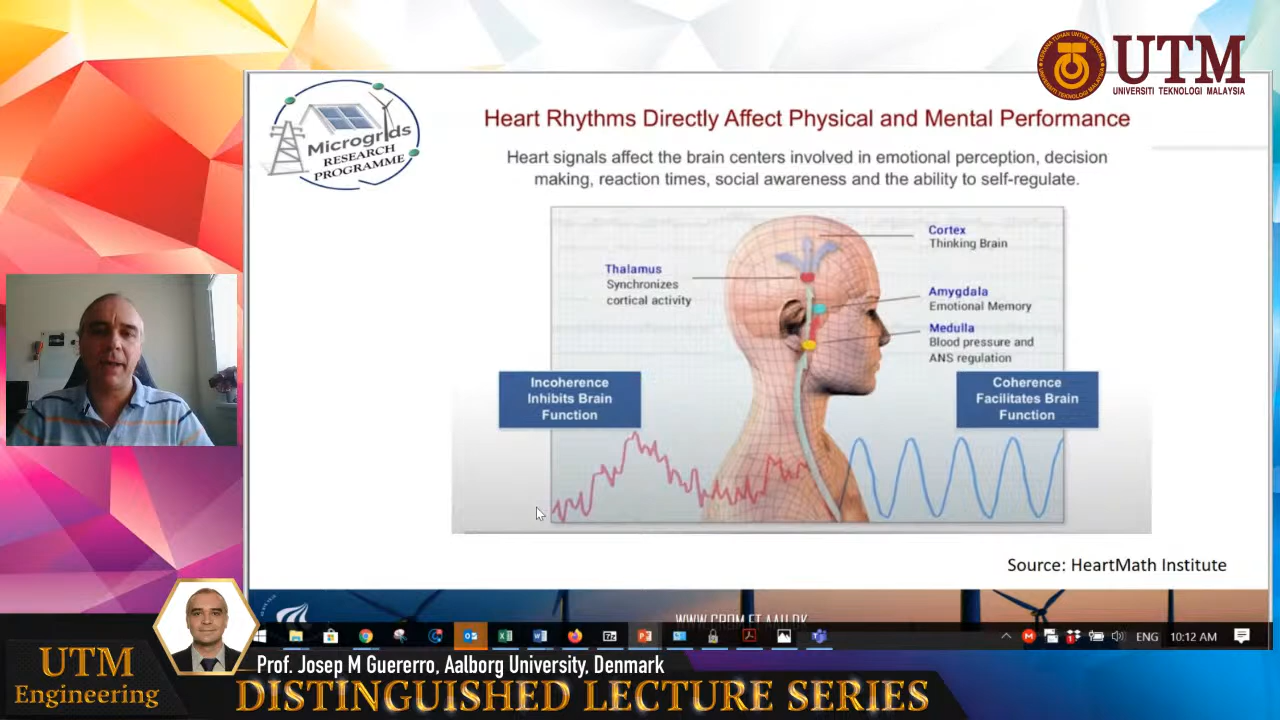 UTM
UNIVERSITI TEKNOLOGI MALAYSIA
Microgrids
RESEARCH
PROGRAMME
Heart Rhythms Directly Affect Physical and Mental Performance
Heart signals affect the brain centers involved in emotional perception, decision
making, reaction times, social awareness and the ability to self-regulate.
Cortex
Thinking Brain
Thalamus
Synchronizes
cortical activity
Amygdala
Emotional Memory
Medulla
Blood pressure and
ANS regulation
Incoherence
Inhibits Brain
Function
Coherence
Facilitates Brain
Function
Source: HeartMath Institute
ENG
10:12 AM
UTM
Engineering
Prof. Josep M Guererro, Aalborg University, Denmark
DISTINGUISHED LECTURE SERIES